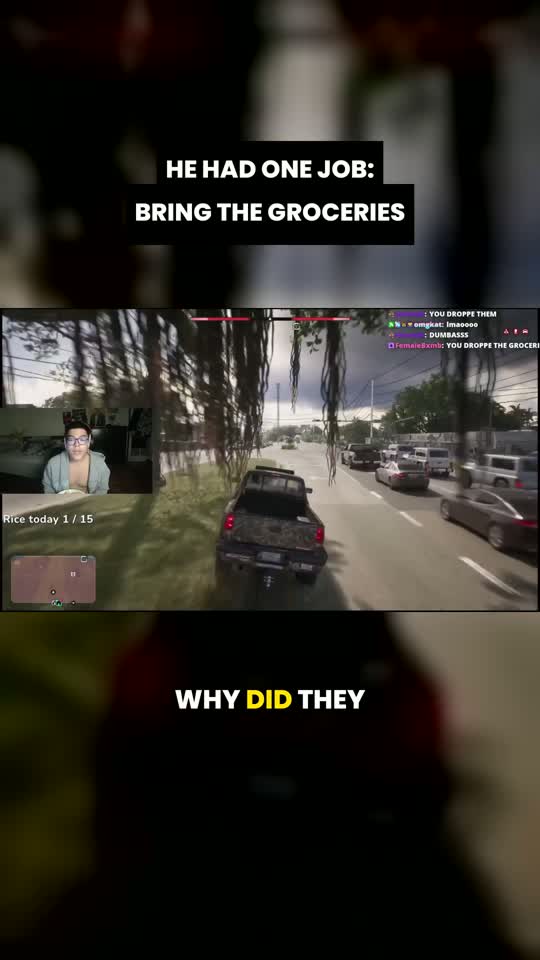 HE HAD ONE JOB:
BRING THE GROCERIES
: YOU DROPPE THEM
omgkat: lmaoooo
: DUMBASSS
FemaleBxmb: YOU DROPPE THE GROCERI
Rice today 1 / 15
WHY DID THEY